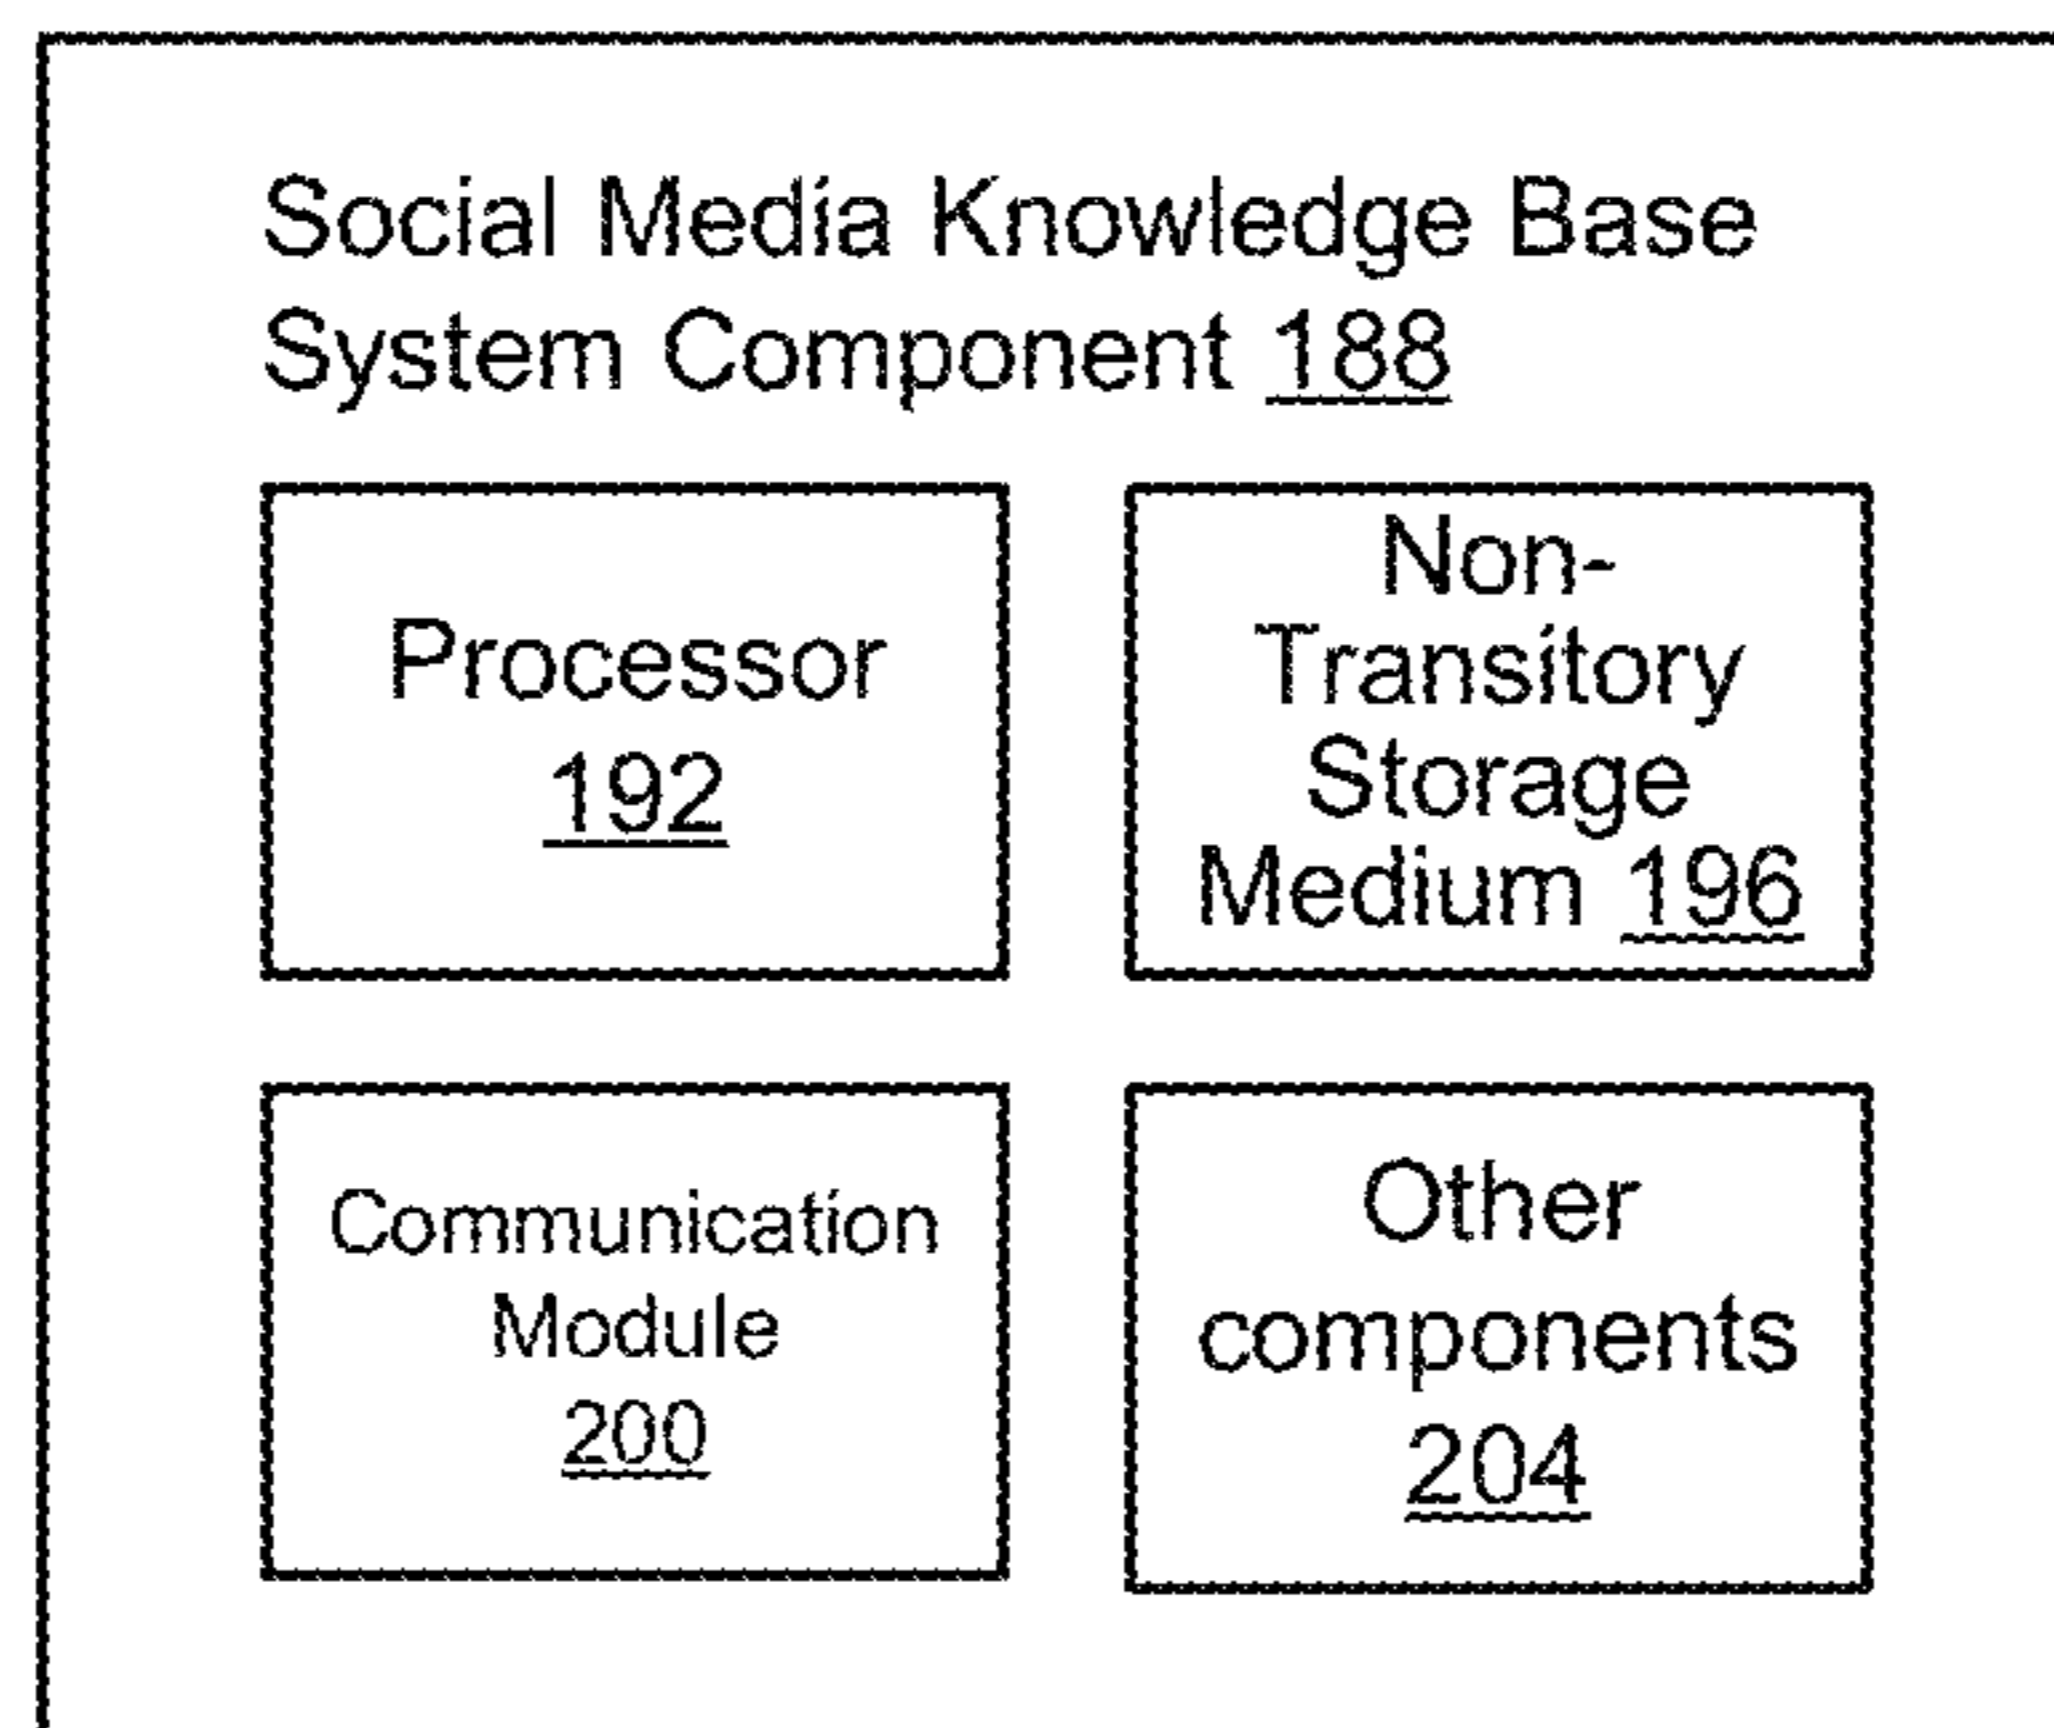 Social Media Knowledge Base
System Component 188
Processor
192
Non-
Transitory
Storage
Medium 196
Communication
Module
200
Other
components
204